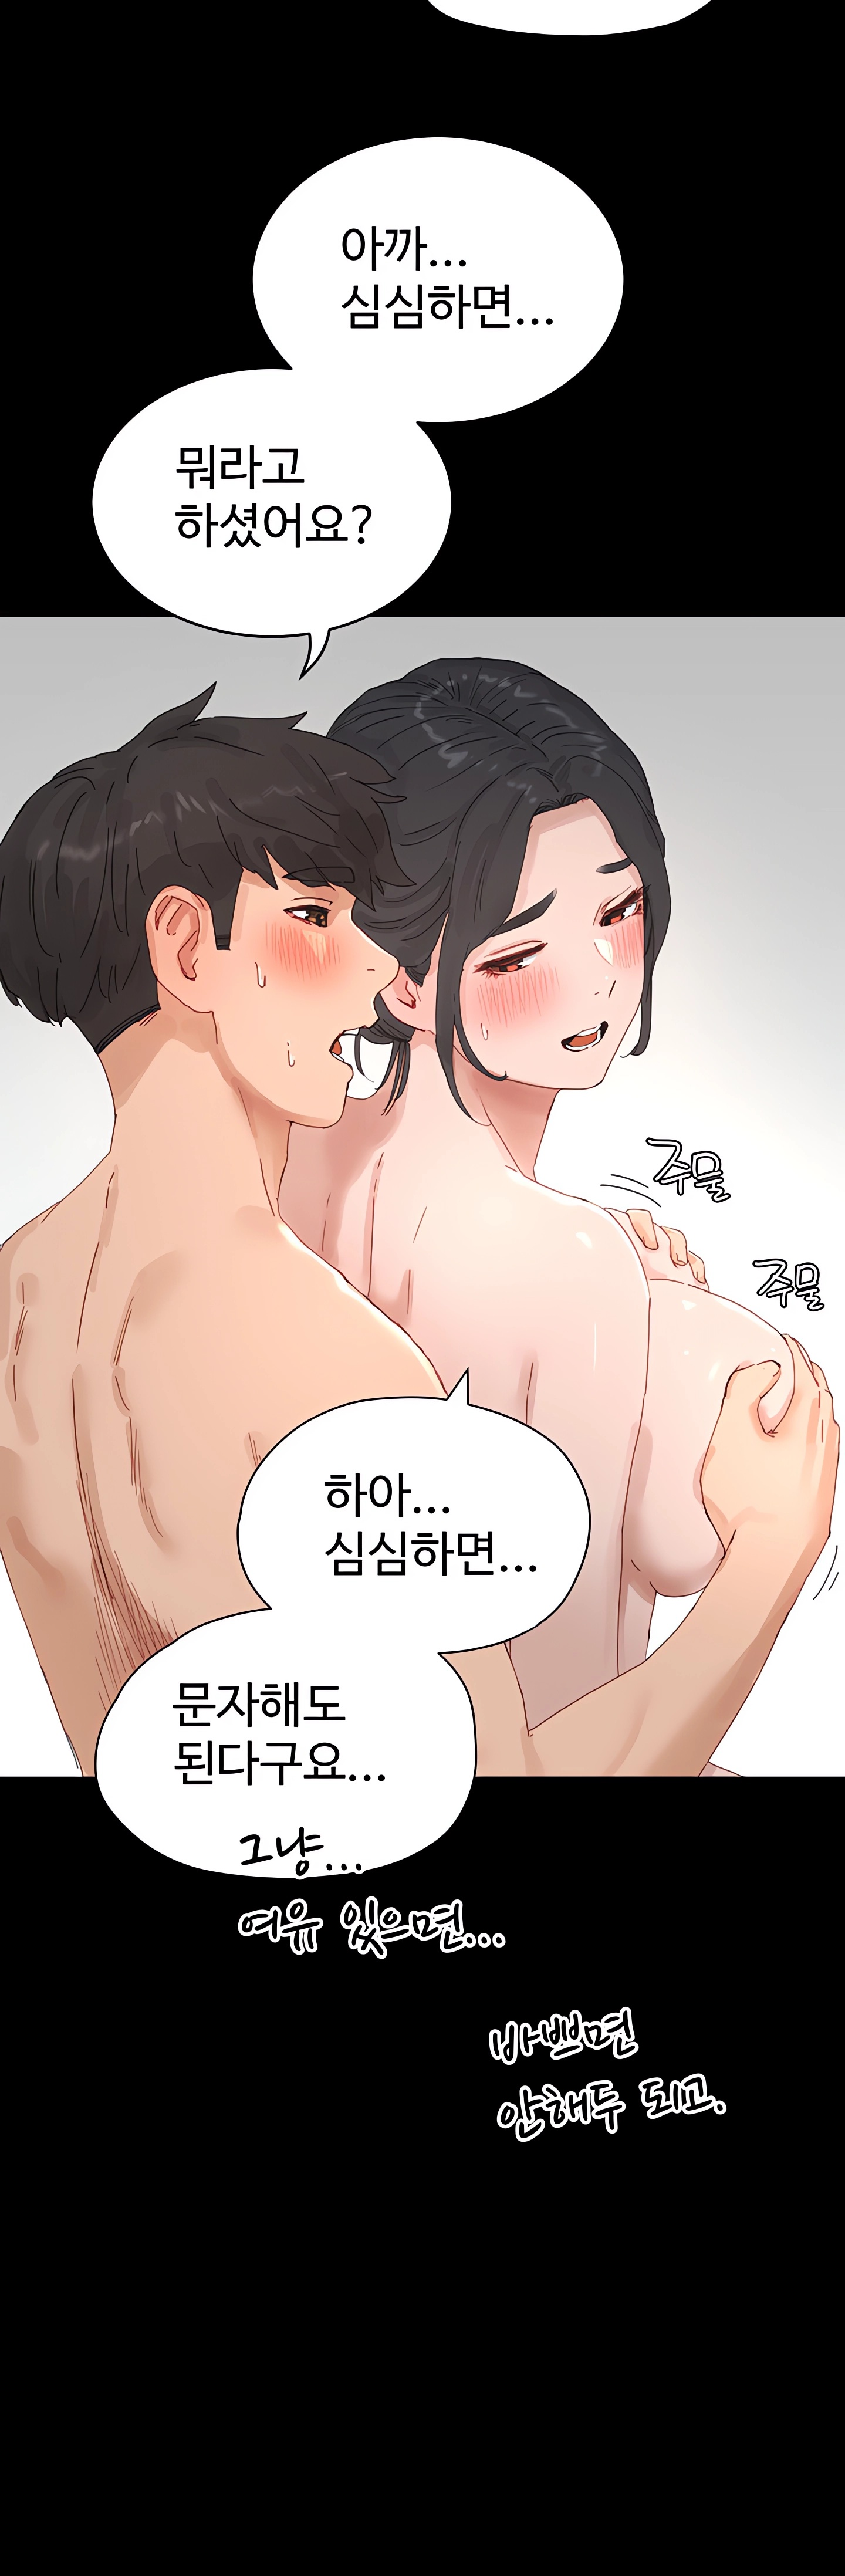 아까...
심심하면...
뭐라고
하셨어요?
주물
주물
하아...
심심하면...
문자해도
된다구요...
그냥...
여유 있으면...
바쁘면
안해두 되고.